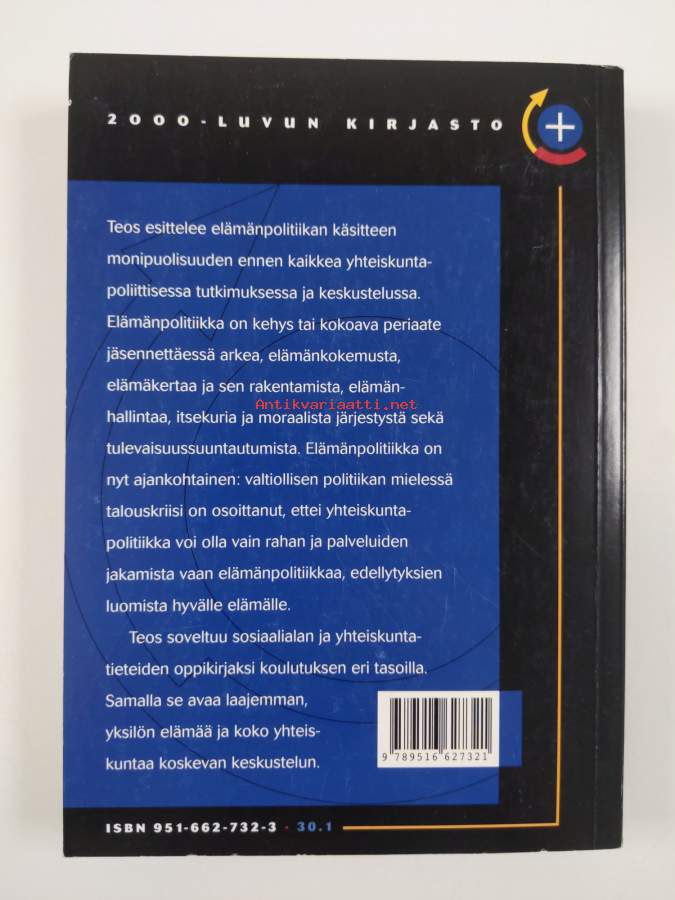 2000-LUVUN KIRJASTO
Teos esittelee elämänpolitiikan käsitteen
monipuolisuuden ennen kaikkea yhteiskunta-
poliittisessa tutkimuksessa ja keskustelussa.
Elämänpolitiikka on kehys tai kokoava periaate
jäsennettäessä arkea, elämänkokemusta,
elämäkertaa ja sen rakentamista, elämän-
Antikvariaatti.net
hallintaa, itsekuria ja moraalista järjestystä sekä
tulevaisuussuuntautumista. Elämänpolitiikka on
nyt ajankohtainen: valtiollisen politiikan mielessä
talouskriisi on osoittanut, ettei yhteiskunta-
politiikka voi olla vain rahan ja palveluiden
jakamista vaan elämänpolitiikkaa, edellytyksien
luomista hyvälle elämälle.
Teos soveltuu sosiaalialan ja yhteiskunta-
tieteiden oppikirjaksi koulutuksen eri tasoilla.
Samalla se avaa laajemman,
yksilön elämää ja koko yhteis-
kuntaa koskevan keskustelun.
9 789516 627321
ISBN 951-662-732-3 · 30.1